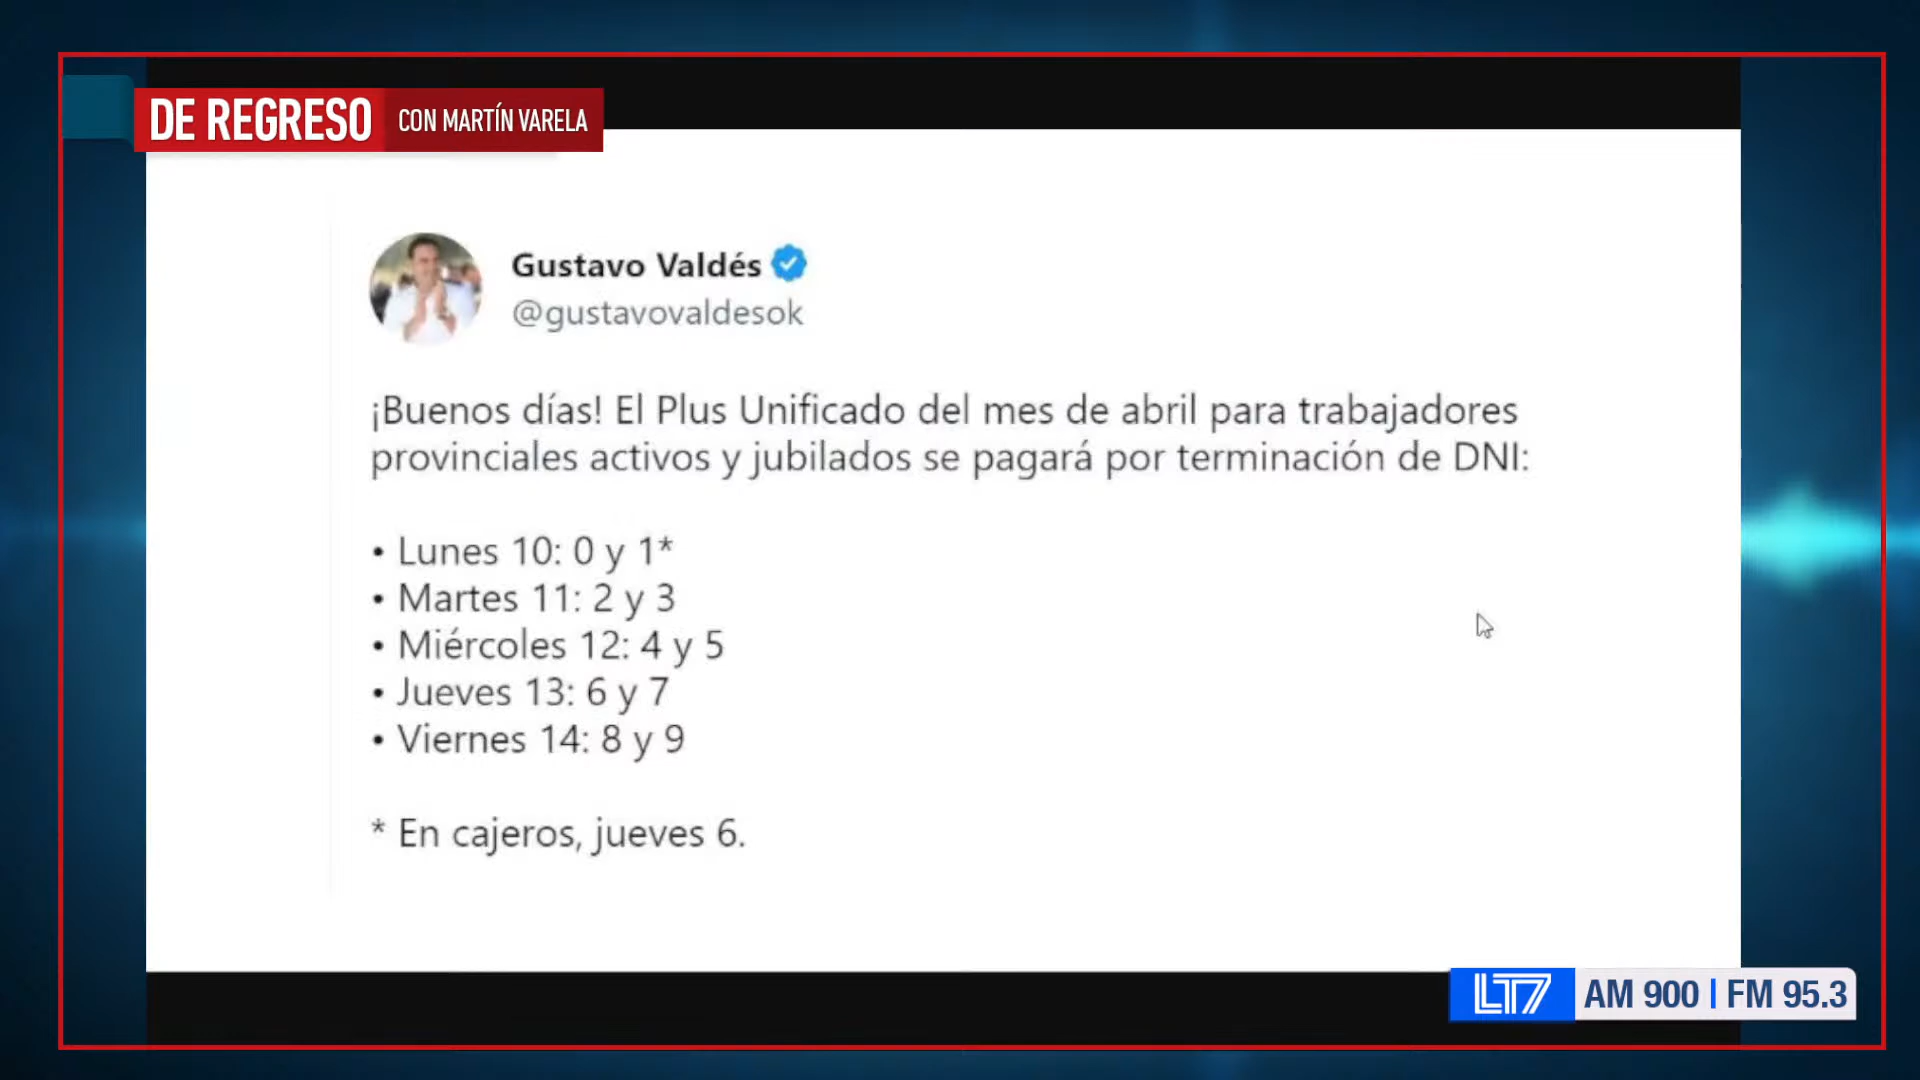 DE REGRESO CON MARTÍN VARELA
Gustavo Valdés
@gustavovaldesok
¡Buenos días! El Plus Unificado del mes de abril para trabajadores
provinciales activos y jubilados se pagará por terminación de DNI:
• Lunes 10: 0 y 1*
• Martes 11: 2 y 3
• Miércoles 12: 4 y 5
• Jueves 13: 6 y 7
• Viernes 14: 8 y 9
* En cajeros, jueves 6.
LT7 AM 900 | FM 95.3